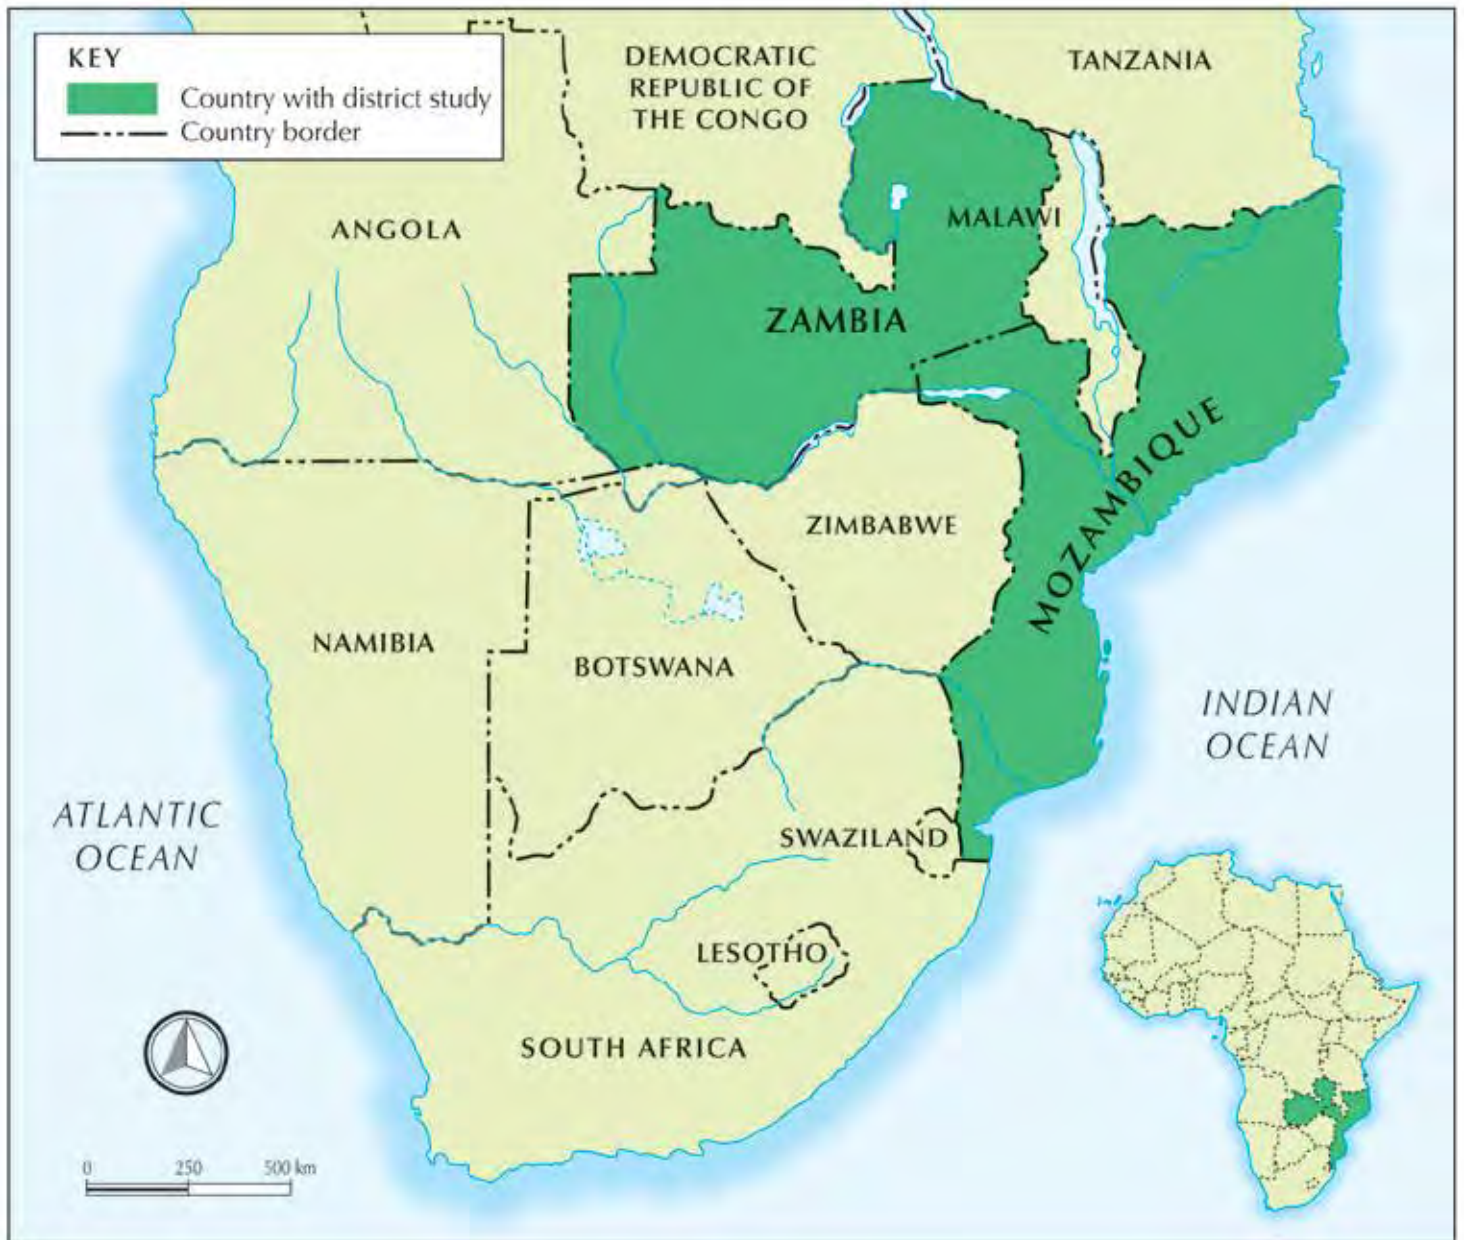 KEY
Country with district study
Country border
DEMOCRATIC
REPUBLIC OF
THE CONGO
TANZANIA
ANGOLA
MALAWI
ZAMBIA
MOZAMBIQUE
ZIMBABWE
NAMIBIA
BOTSWANA
INDIAN
OCEAN
ATLANTIC
OCEAN
SWAZILAND
LESOTHO
SOUTH AFRICA
0 250 500 km